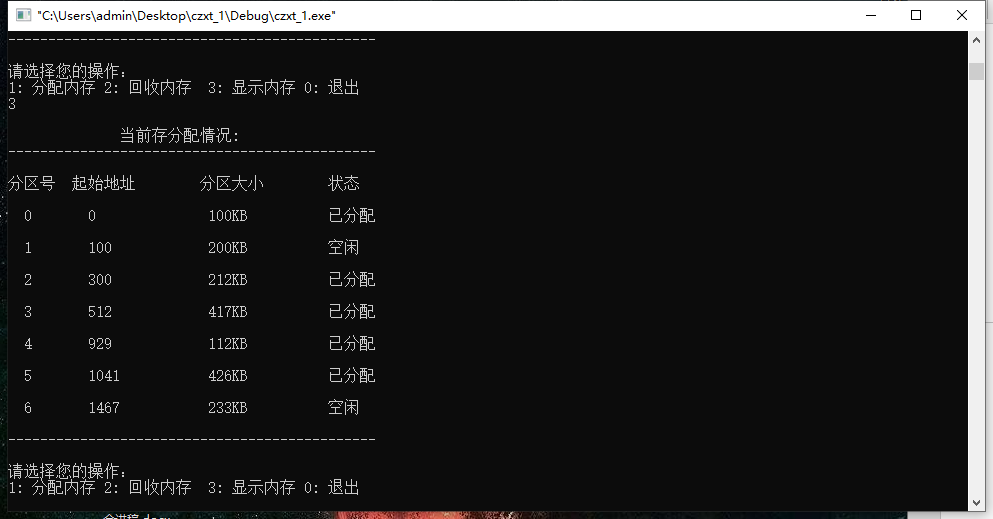 "C:\Users\admin\Desktop\czxt_1\Debug\czxt_1.exe"
----------------------------------------------
请选择您的操作:
1: 分配内存 2: 回收内存  3: 显示内存 0: 退出
3
当前存分配情况:
----------------------------------------------
分区号  起始地址        分区大小        状态
0       0              100KB          已分配
1       100            200KB          空闲
2       300            212KB          已分配
3       512            417KB          已分配
4       929            112KB          已分配
5       1041           426KB          已分配
6       1467           233KB          空闲
----------------------------------------------
请选择您的操作:
1: 分配内存 2: 回收内存  3: 显示内存 0: 退出